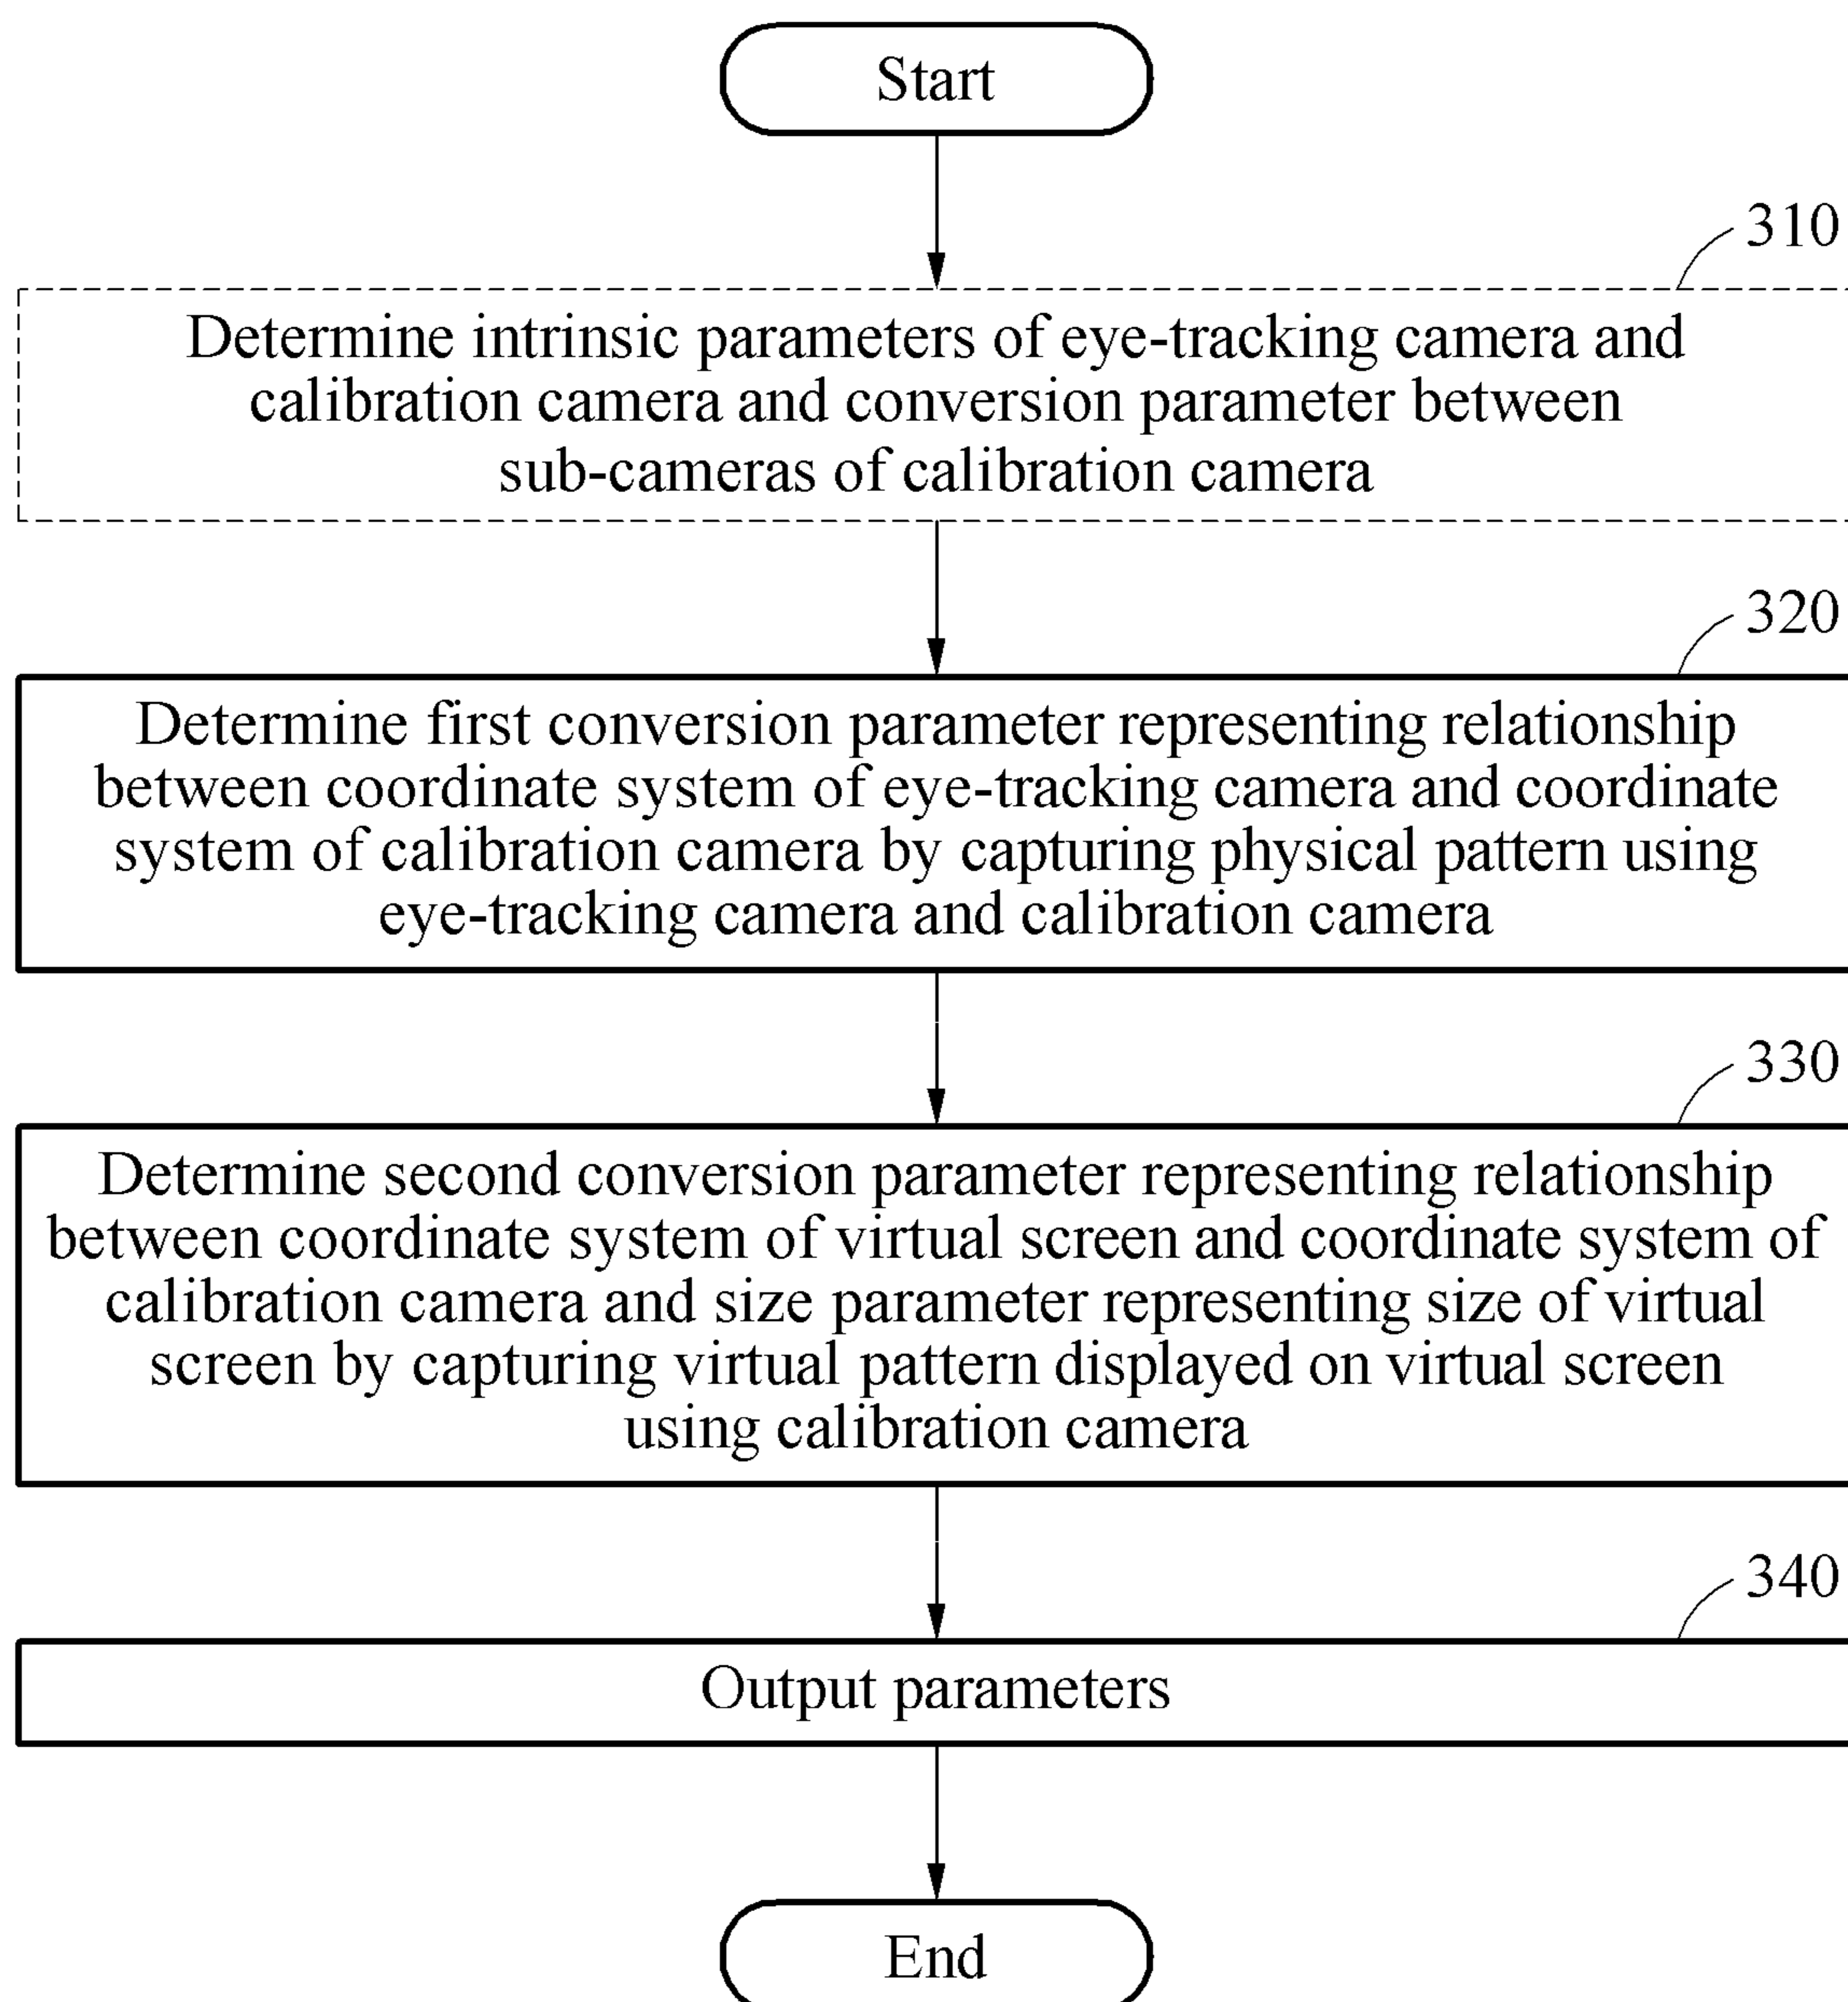 Start
310
Determine intrinsic parameters of eye-tracking camera and
calibration camera and conversion parameter between
sub-cameras of calibration camera
320
Determine first conversion parameter representing relationship
between coordinate system of eye-tracking camera and coordinate
system of calibration camera by capturing physical pattern using
eye-tracking camera and calibration camera
330
Determine second conversion parameter representing relationship
between coordinate system of virtual screen and coordinate system of
calibration camera and size parameter representing size of virtual
screen by capturing virtual pattern displayed on virtual screen
using calibration camera
340
Output parameters
End